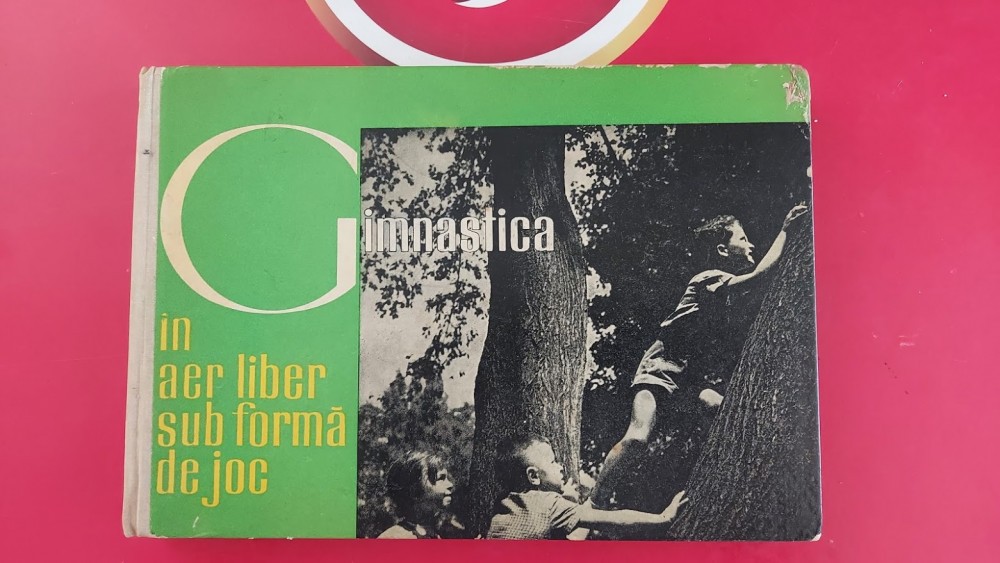 Gimnastica
in
aer liber
sub formă
de joc